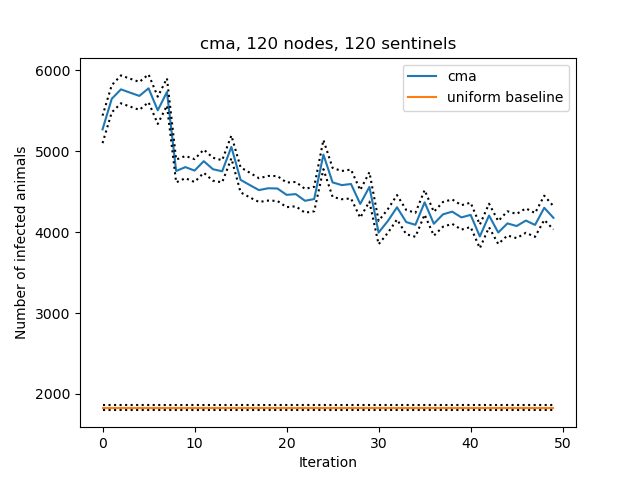 cma, 120 nodes, 120 sentinels
6000
5000
4000
3000
2000
Number of infected animals
cma
uniform baseline
0 10 20 30 40 50
Iteration